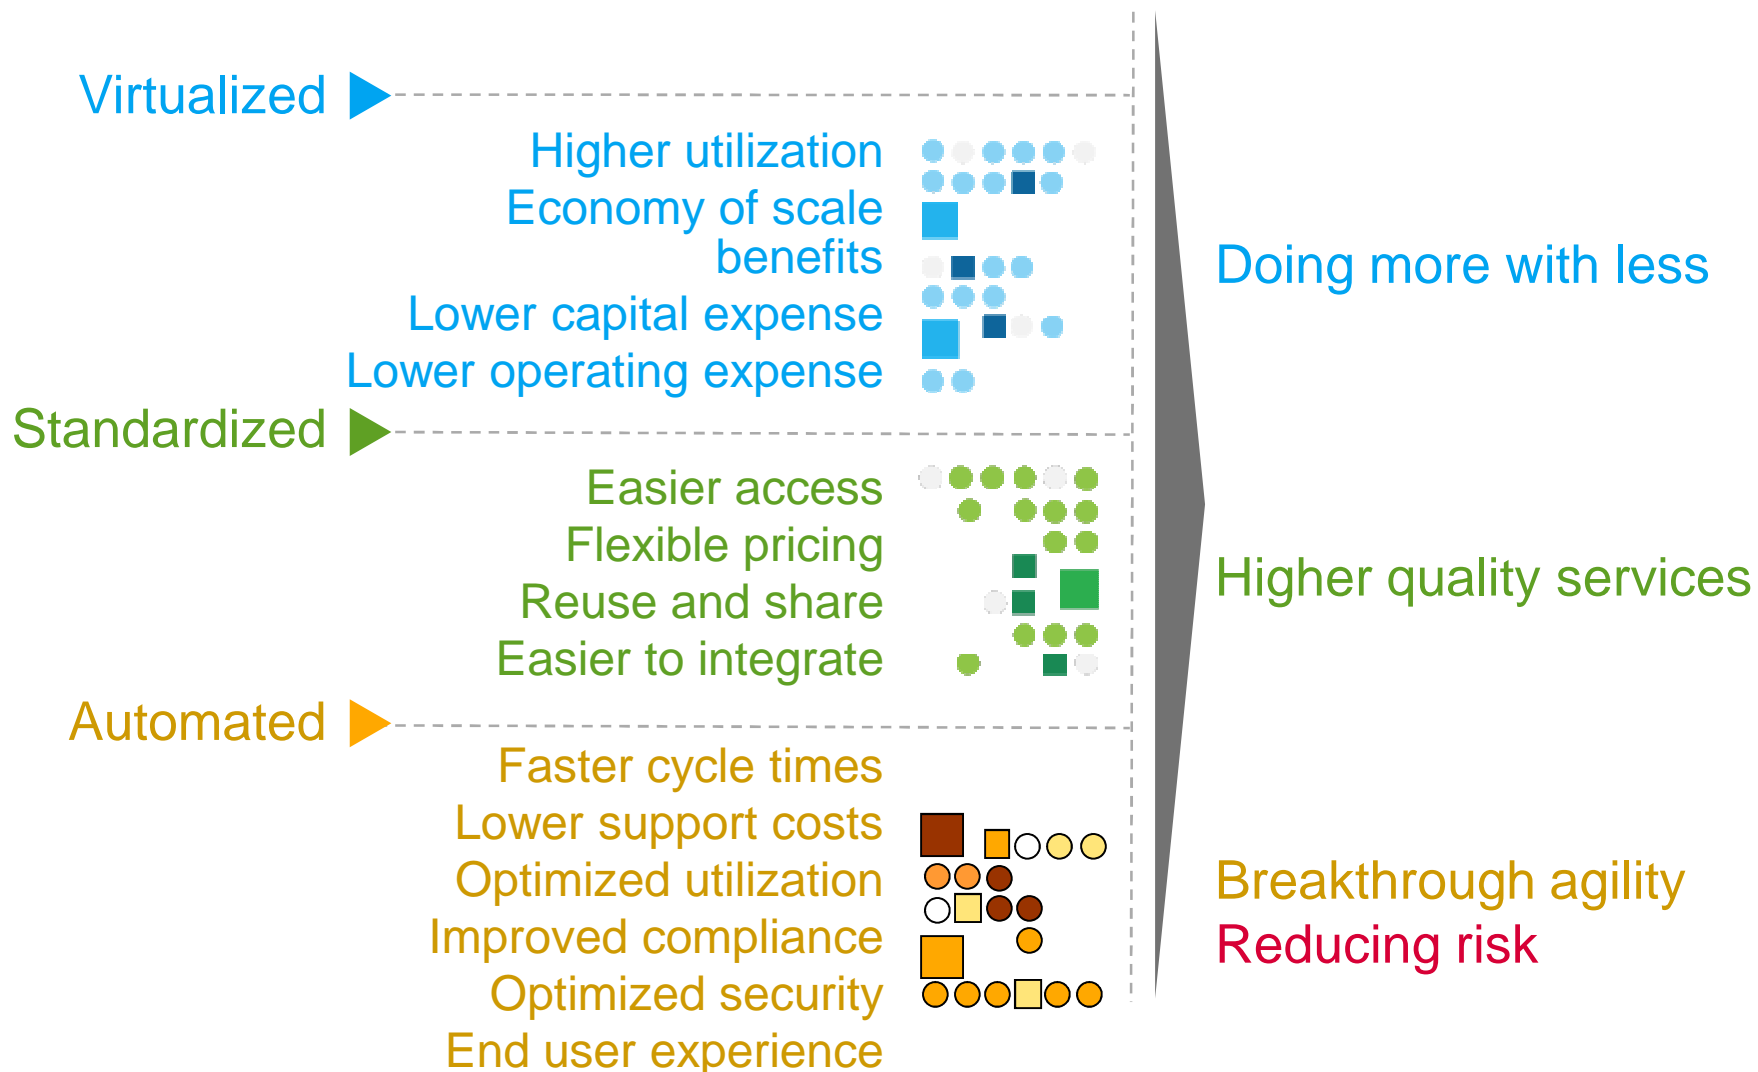 Virtualized
Higher utilization
Economy of scale
benefits
Lower capital expense
Lower operating expense
Doing more with less
Standardized
Easier access
Flexible pricing
Reuse and share
Easier to integrate
Higher quality services
Automated
Faster cycle times
Lower support costs
Optimized utilization
Improved compliance
Optimized security
End user experience
Breakthrough agility
Reducing risk